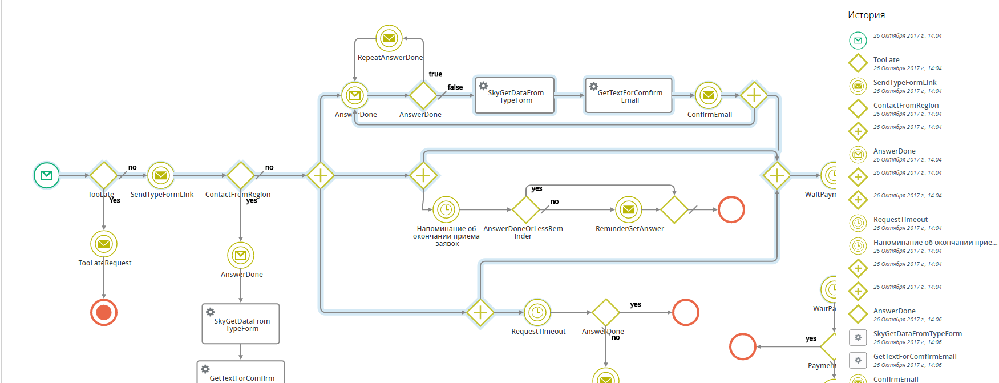 RepeatAnswerDone
true
false
SkyGetDataFrom
TypeForm
GetTextForComfirm
Email
AnswerDone
AnswerDone
ConfirmEmail
no
no
TooLate
SendTypeFormLink
ContactFromRegion
Yes
yes
yes
no
WaitPaym
Напоминание об
окончании приема
заявок
AnswerDoneOrLessRem
inder
ReminderGetAnswer
TooLateRequest
AnswerDone
SkyGetDataFrom
TypeForm
GetTextForComfirm
RequestTimeout
AnswerDone
yes
no
WaitPa
yes
Payment
История
26 Октября 2017 г., 14:04
TooLate
26 Октября 2017 г., 14:04
SendTypeFormLink
26 Октября 2017 г., 14:04
ContactFromRegion
26 Октября 2017 г., 14:04
26 Октября 2017 г., 14:04
AnswerDone
26 Октября 2017 г., 14:04
26 Октября 2017 г., 14:04
26 Октября 2017 г., 14:04
RequestTimeout
26 Октября 2017 г., 14:04
Напоминание об окончании прие...
26 Октября 2017 г., 14:04
26 Октября 2017 г., 14:04
26 Октября 2017 г., 14:04
AnswerDone
26 Октября 2017 г., 14:06
SkyGetDataFromTypeForm
26 Октября 2017 г., 14:06
GetTextForComfirmEmail
26 Октября 2017 г., 14:06
ConfirmEmail